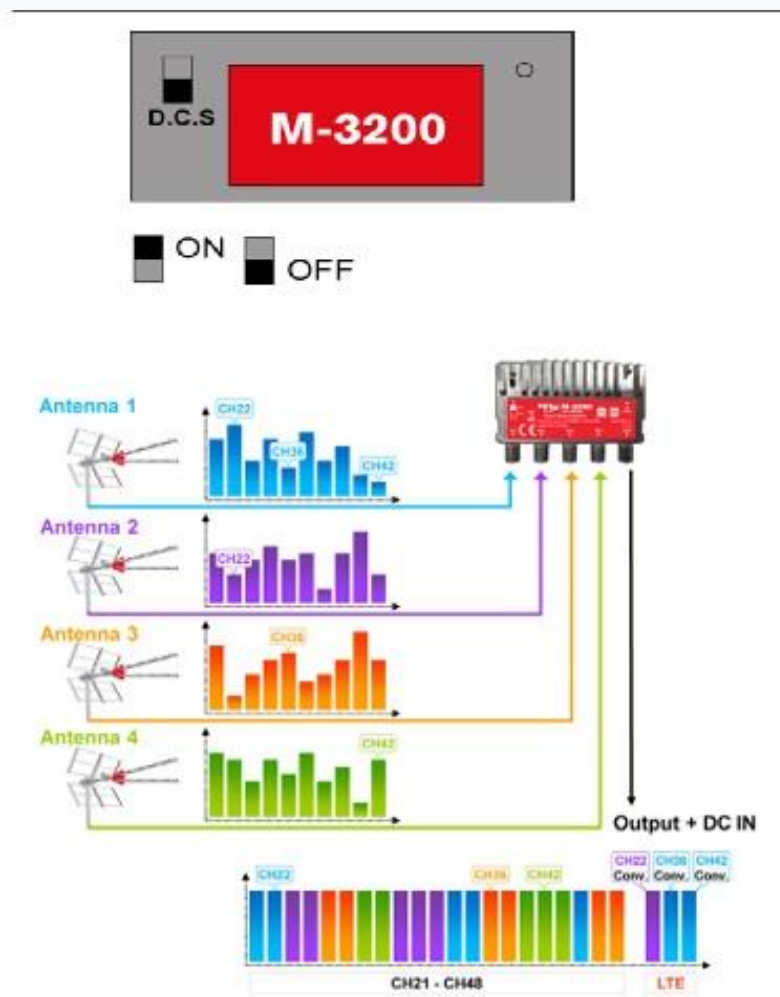 D.C.S
M-3200
ON
OFF
Antenna 1
CH22
CH36
CH42
Antenna 2
CH22
Antenna 3
CH36
Antenna 4
CH42
Output + DC IN
CH22 CH36 CH42
Conv. Conv. Conv.
CH22
CH36
CH42
CH21 - CH48
LTE